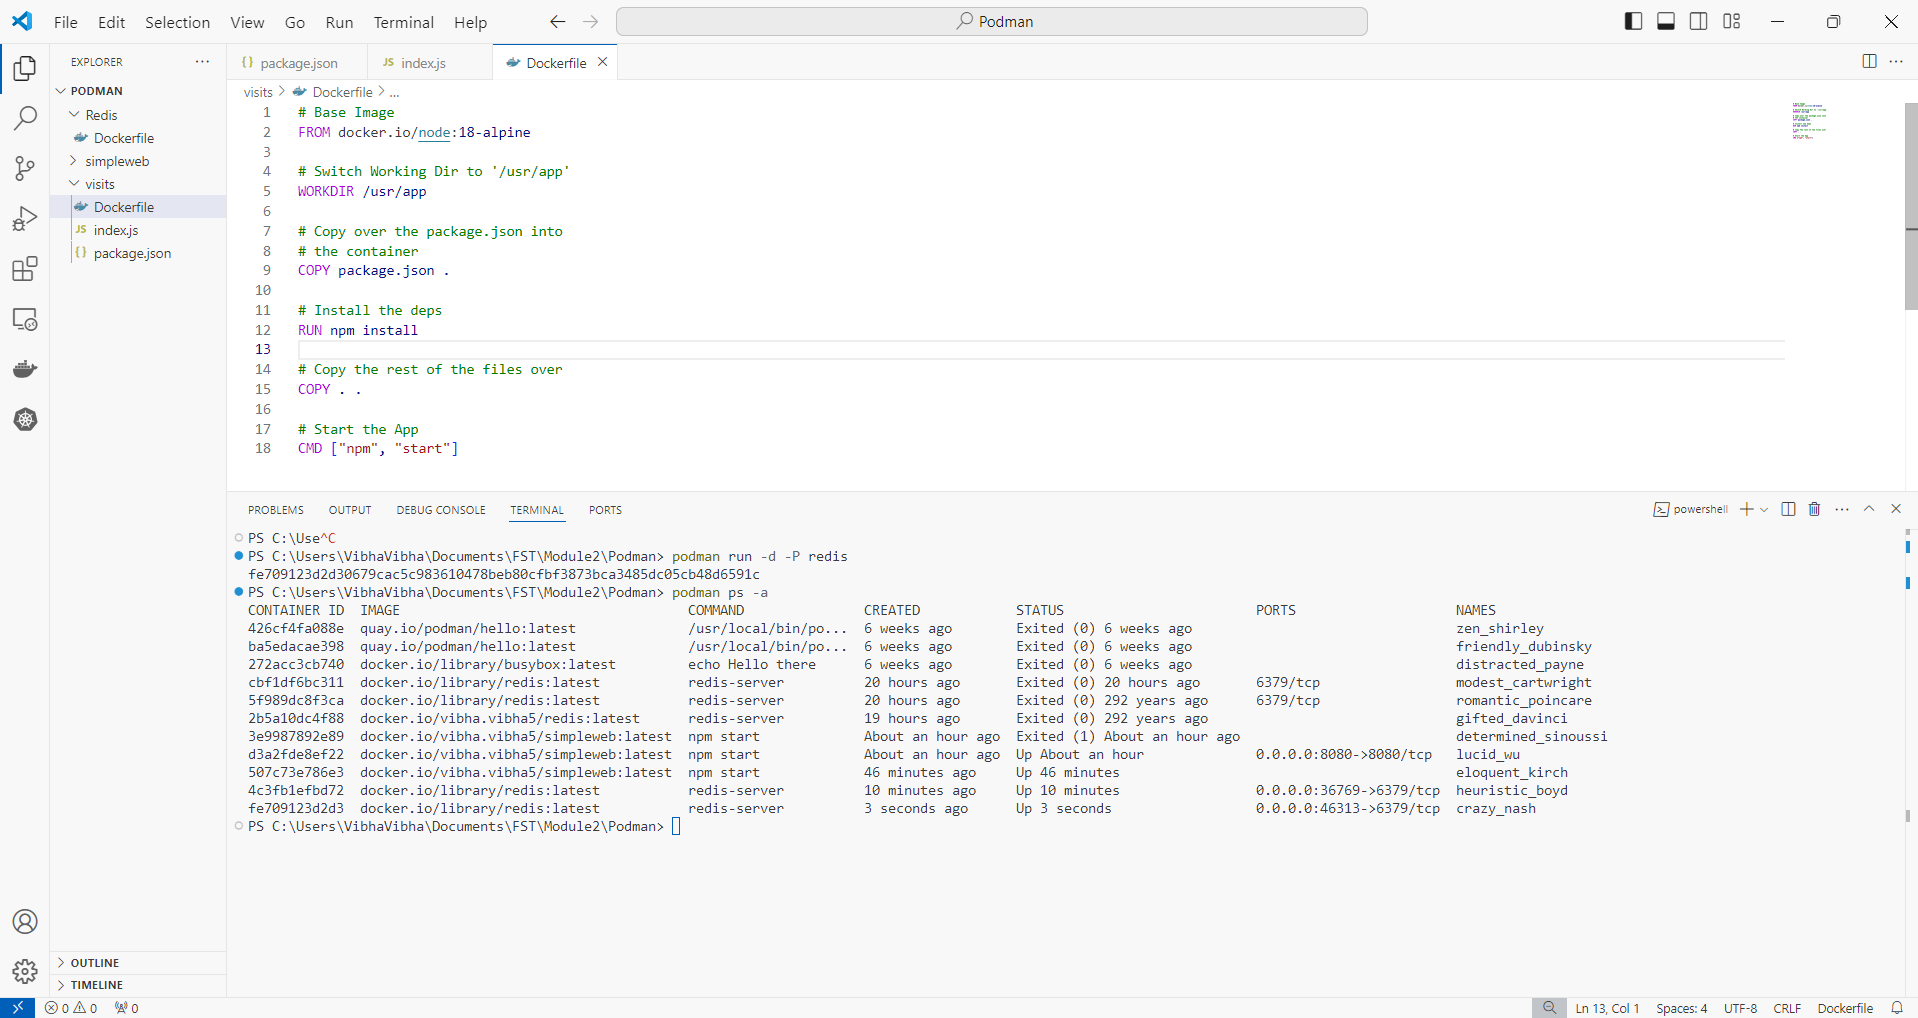 File Edit Selection View Go Run Terminal Help
Podman
EXPLORER
PODMAN
Redis
Dockerfile
simpleweb
visits
Dockerfile
JS index.js
{} package.json
OUTLINE
TIMELINE
{} package.json
JS index.js
Dockerfile
visits > Dockerfile > ...
1 # Base Image
2 FROM docker.io/node:18-alpine
3
4 # Switch Working Dir to '/usr/app'
5 WORKDIR /usr/app
6
7 # Copy over the package.json into
8 # the container
9 COPY package.json .
10
11 # Install the deps
12 RUN npm install
13
14 # Copy the rest of the files over
15 COPY . .
16
17 # Start the App
18 CMD ["npm", "start"]
PROBLEMS OUTPUT DEBUG CONSOLE TERMINAL PORTS
powershell
PS C:\Use^C
PS C:\Users\VibhaVibha\Documents\FST\Module2\Podman> podman run -d -P redis
fe709123d2d30679cac5c983610478beb80cfbf3873bca3485dc05cb48d6591c
PS C:\Users\VibhaVibha\Documents\FST\Module2\Podman> podman ps -a
CONTAINER ID IMAGE COMMAND CREATED STATUS PORTS NAMES
426cf4fa088e quay.io/podman/hello:latest /usr/local/bin/po... 6 weeks ago Exited (0) 6 weeks ago zen_shirley
ba5edacae398 quay.io/podman/hello:latest /usr/local/bin/po... 6 weeks ago Exited (0) 6 weeks ago friendly_dubinsky
272acc3cb740 docker.io/library/busybox:latest echo Hello there 6 weeks ago Exited (0) 6 weeks ago distracted_payne
cbf1df6bc311 docker.io/library/redis:latest redis-server 20 hours ago Exited (0) 20 hours ago 6379/tcp modest_cartwright
5f989dc8f3ca docker.io/library/redis:latest redis-server 20 hours ago Exited (0) 292 years ago 6379/tcp romantic_poincare
2b5a10dc4f88 docker.io/vibha.vibha5/redis:latest redis-server 19 hours ago Exited (0) 292 years ago gifted_davinci
3e9987892e89 docker.io/vibha.vibha5/simpleweb:latest npm start About an hour ago Exited (1) About an hour ago determined_sinoussi
d3a2fde8ef22 docker.io/vibha.vibha5/simpleweb:latest npm start About an hour ago Up About an hour 0.0.0.0:8080->8080/tcp lucid_wu
507c73e786e3 docker.io/vibha.vibha5/simpleweb:latest npm start 46 minutes ago Up 46 minutes eloquent_kirch
4c3fb1efbd72 docker.io/library/redis:latest redis-server 10 minutes ago Up 10 minutes 0.0.0.0:36769->6379/tcp heuristic_boyd
fe709123d2d3 docker.io/library/redis:latest redis-server 3 seconds ago Up 3 seconds 0.0.0.0:46313->6379/tcp crazy_nash
PS C:\Users\VibhaVibha\Documents\FST\Module2\Podman>
0 0 0
Ln 13, Col 1 Spaces: 4 UTF-8 CRLF Dockerfile